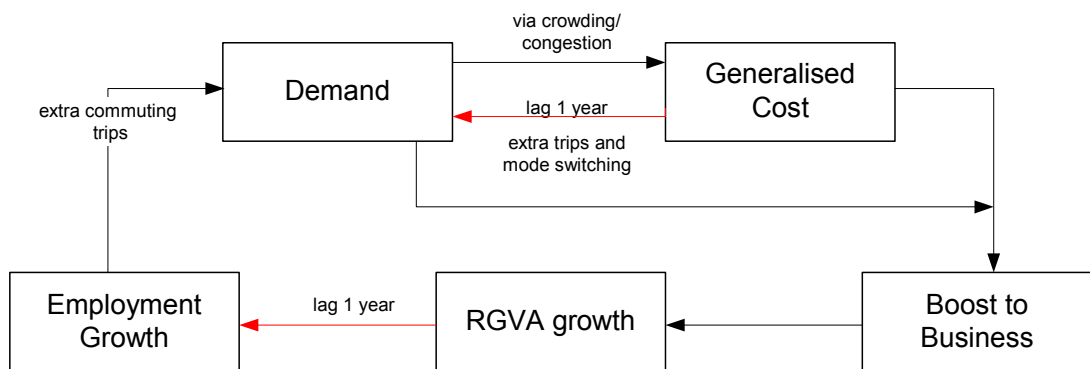 via crowding/
congestion
Demand
Generalised
Cost
extra commuting
trips
lag 1 year
extra trips and
mode switching
Employment
Growth
lag 1 year
RGVA growth
Boost to
Business